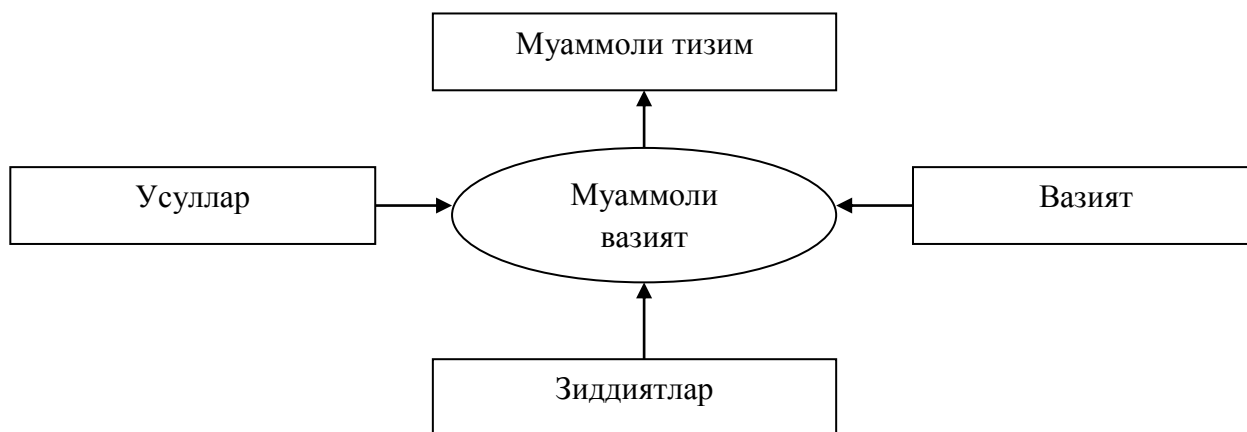 Муаммоли тизим
Усуллар
Муаммоли
вазият
Вазият
Зиддиятлар